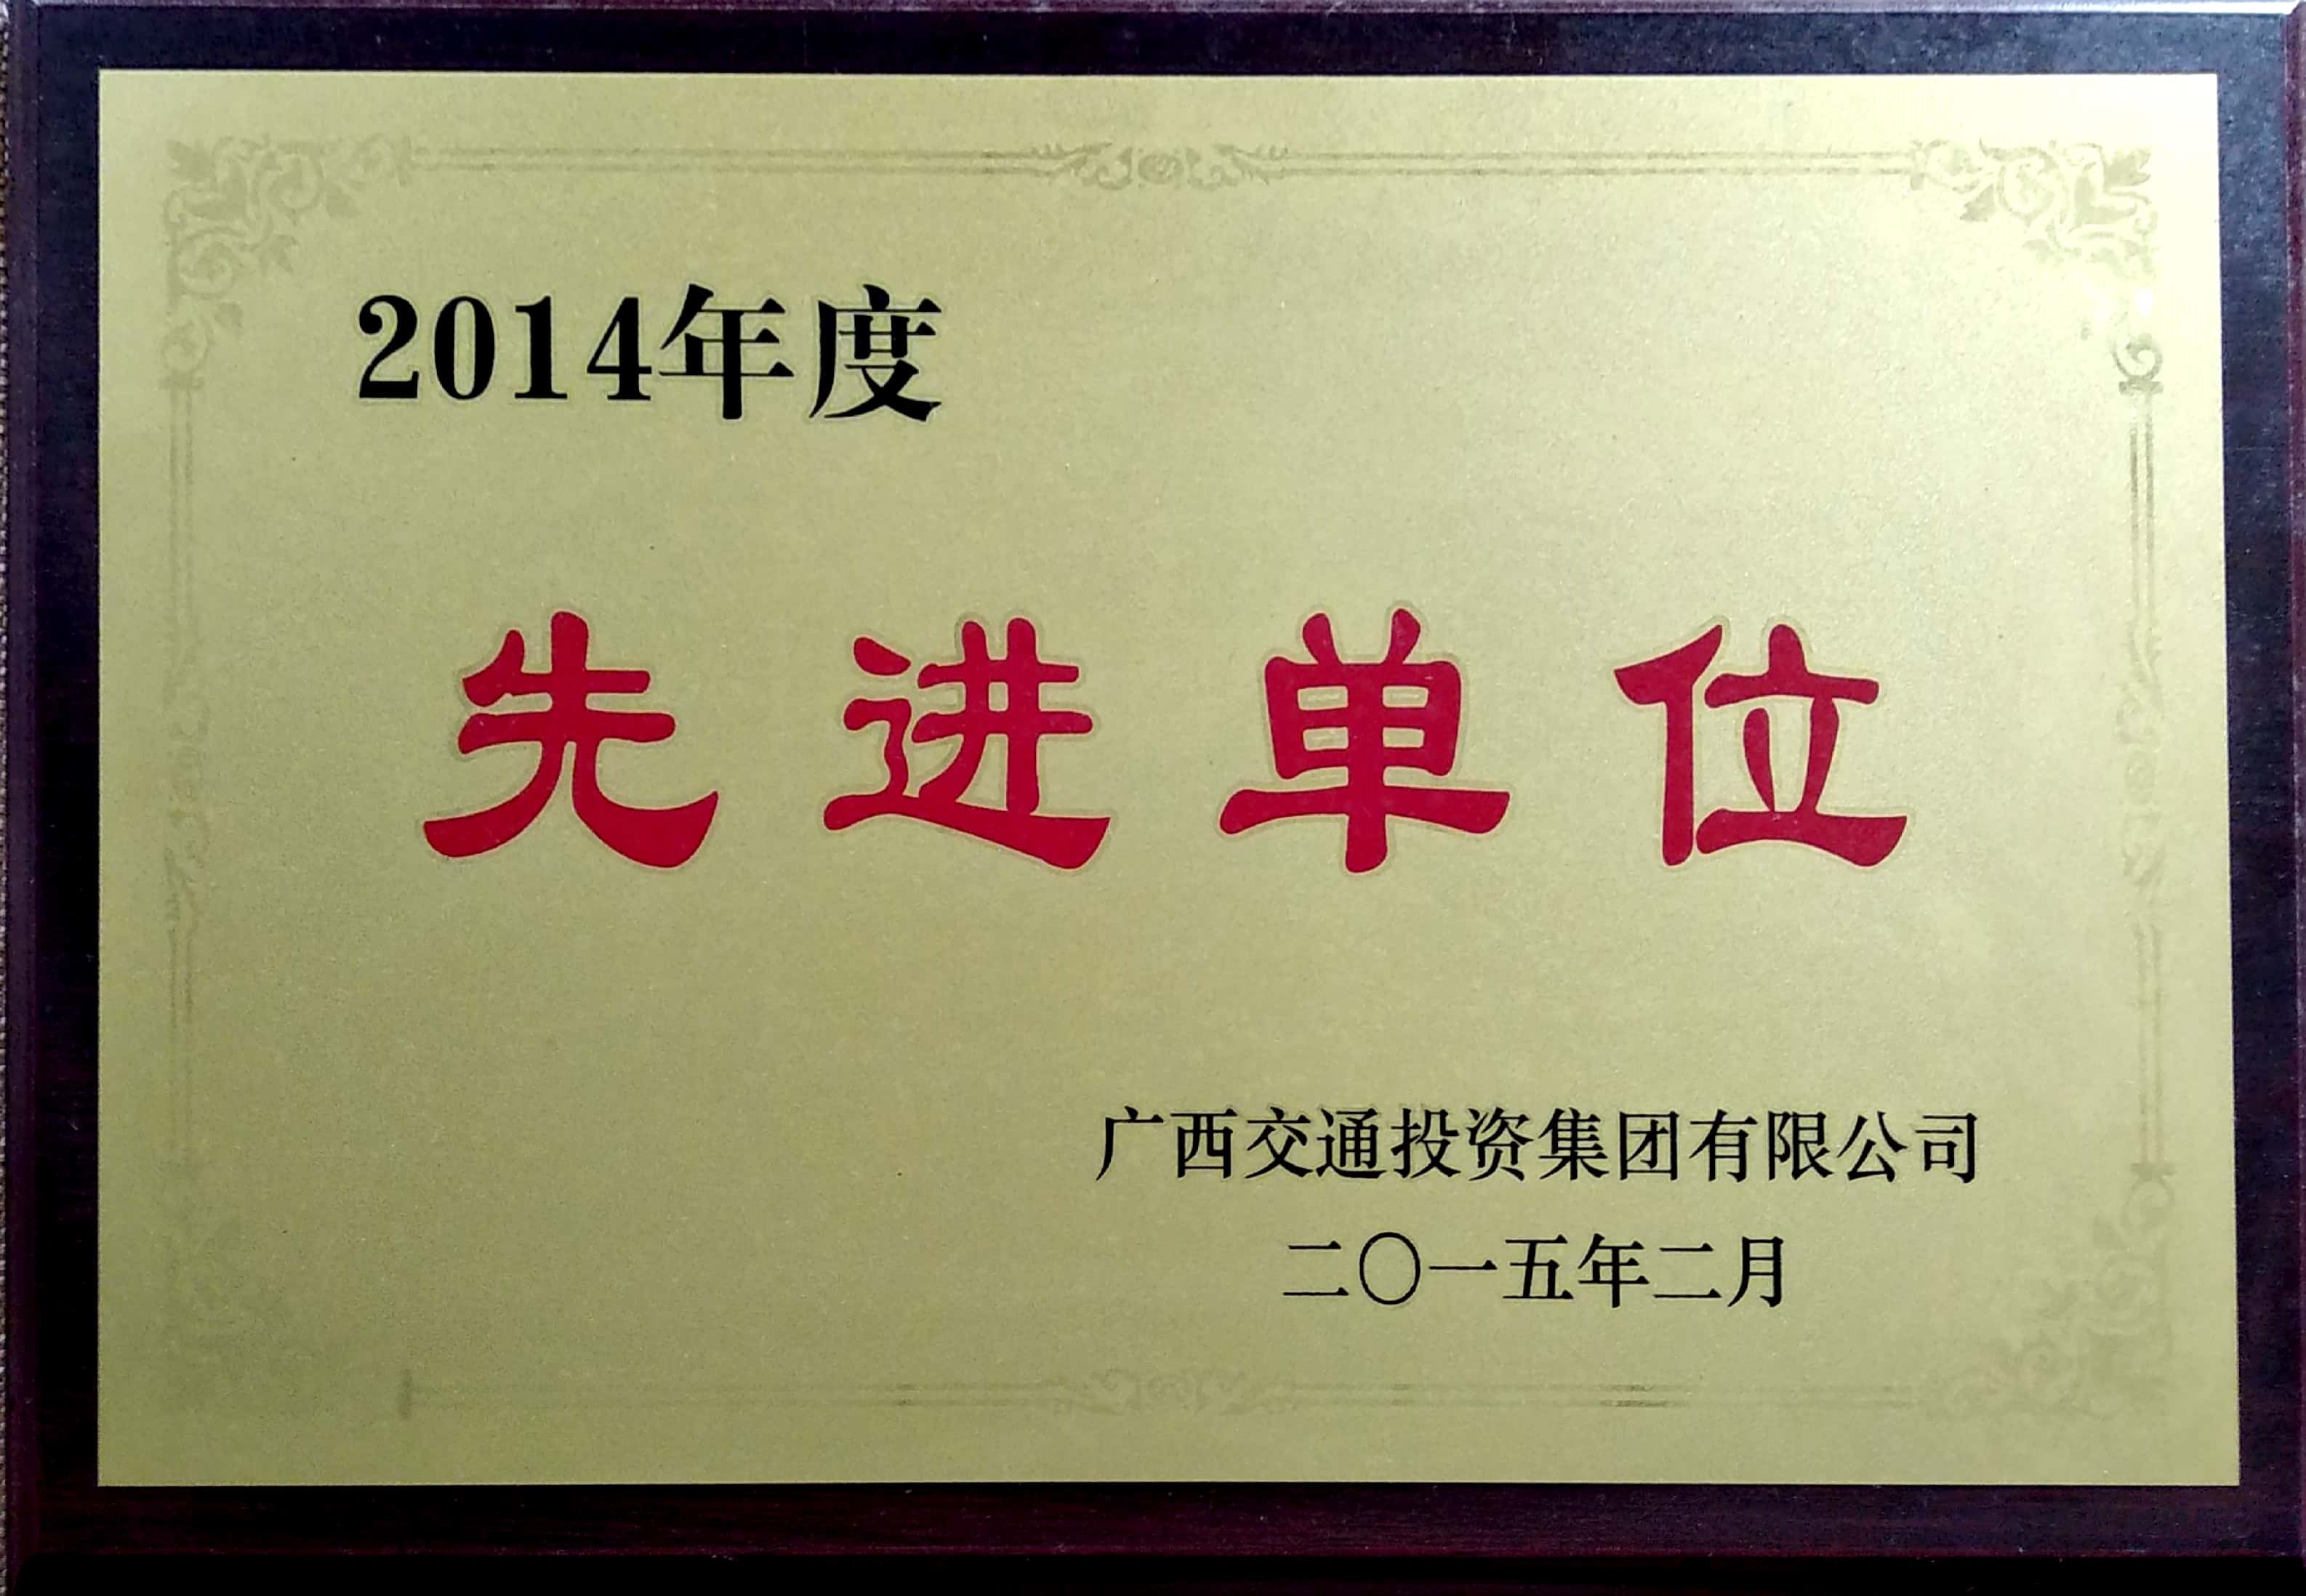 2014年度
先进单位
广西交通投资集团有限公司
二〇一五年二月